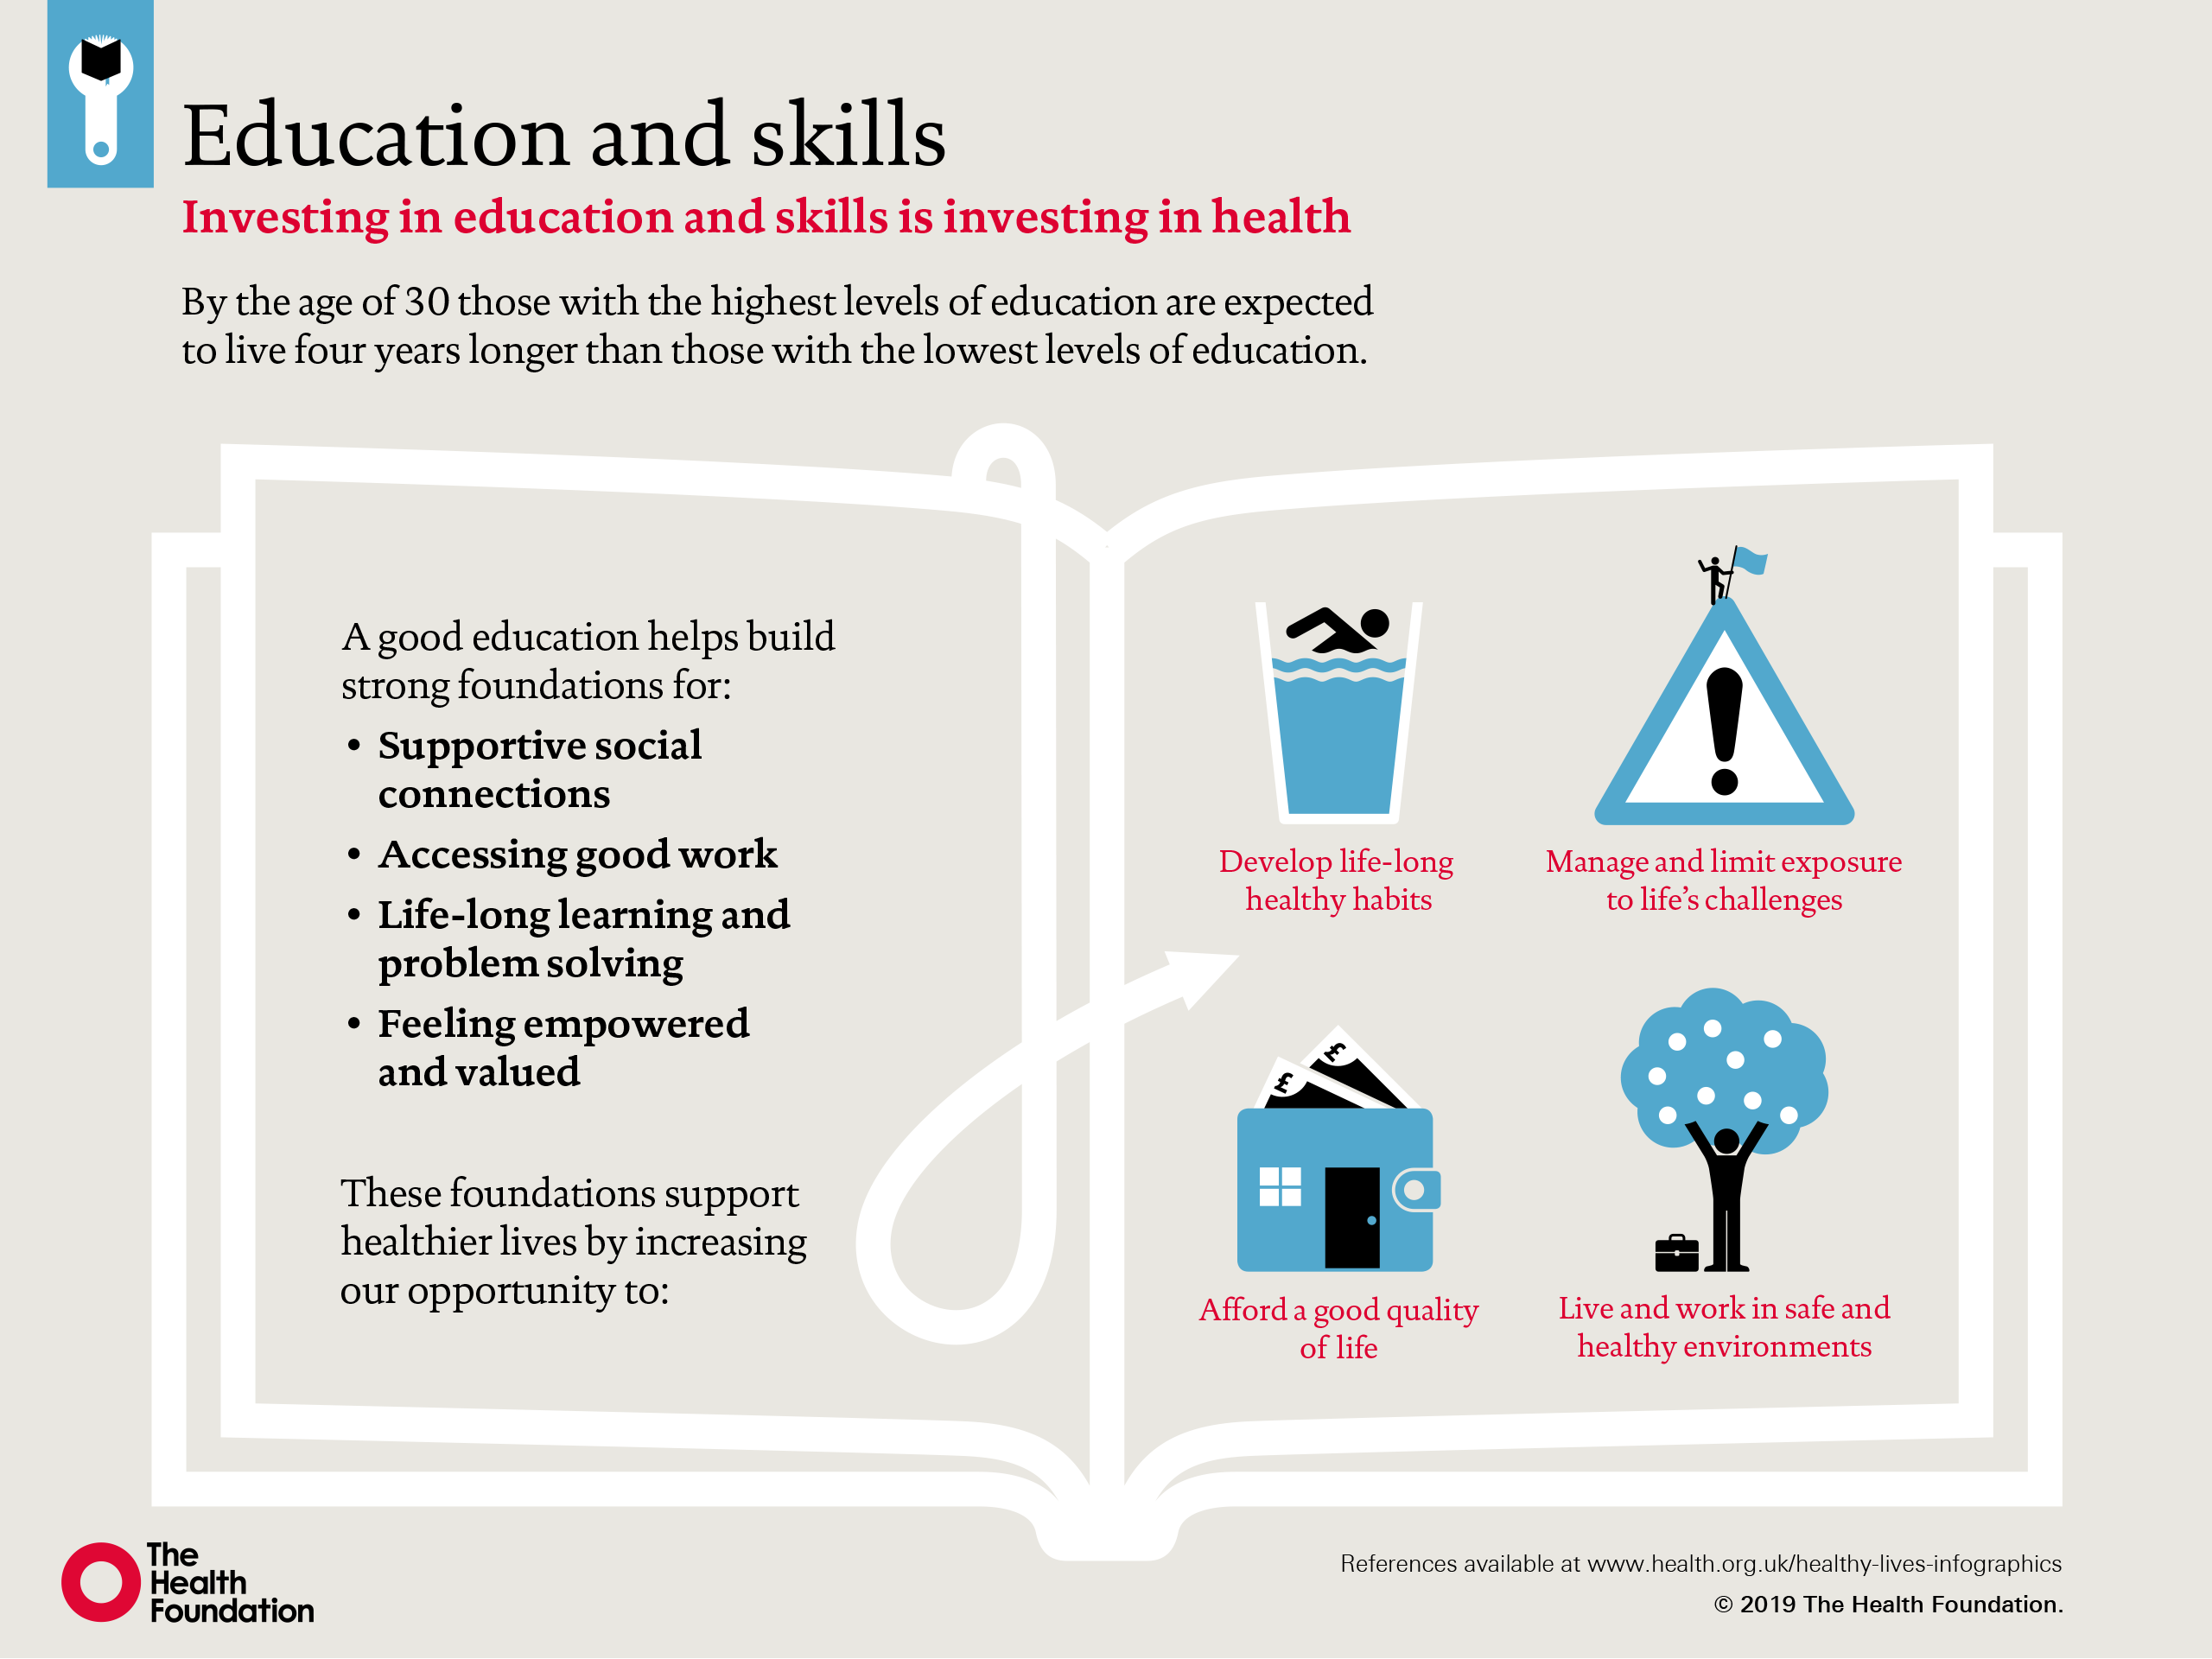 Education and skills
Investing in education and skills is investing in health
By the age of 30 those with the highest levels of education are expected
to live four years longer than those with the lowest levels of education.
A good education helps build
strong foundations for:
• Supportive social
connections
• Accessing good work
• Life-long learning and
problem solving
• Feeling empowered
and valued
These foundations support
healthier lives by increasing
our opportunity to:
Develop life-long
healthy habits
Manage and limit exposure
to life’s challenges
£
£
Afford a good quality
of life
Live and work in safe and
healthy environments
The
Health
Foundation
References available at www.health.org.uk/healthy-lives-infographics
© 2019 The Health Foundation.